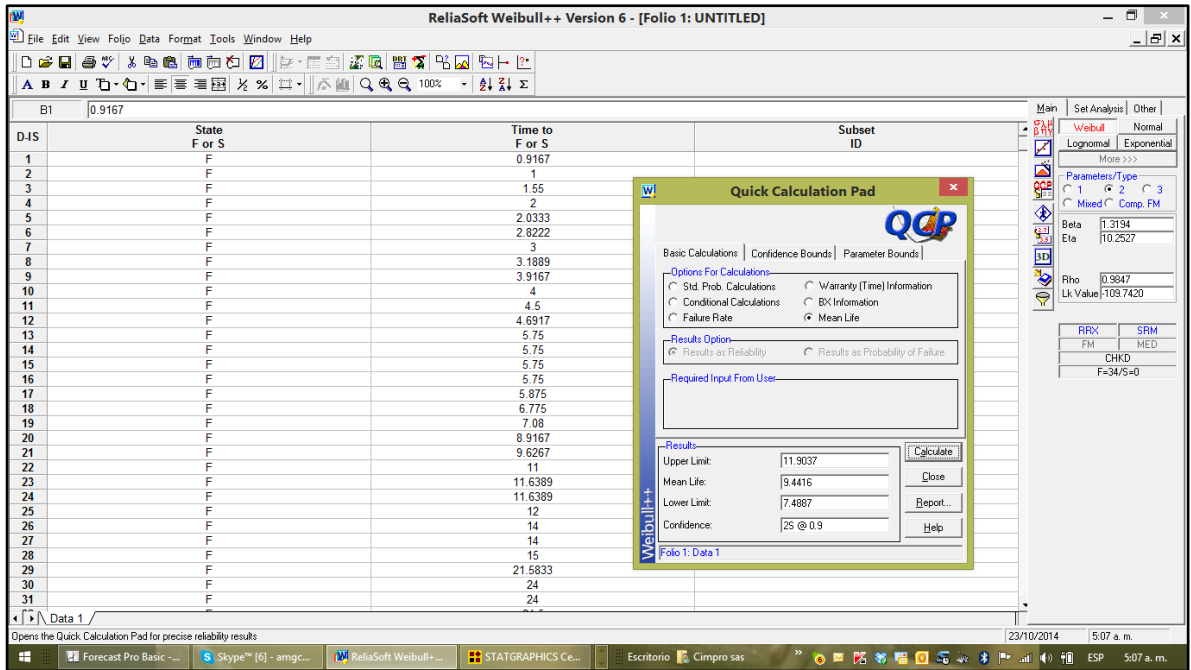 ReliaSoft Weibull++ Version 6 - [Folio 1: UNTITLED]
File Edit View Folio Data Format Tools Window Help
100%
B1 0.9167
D-IS State F or S Time to F or S Subset ID
1 F 0.9167
2 F 1
3 F 1.55
4 F 2
5 F 2.0333
6 F 2.8222
7 F 3
8 F 3.1889
9 F 3.9167
10 F 4
11 F 4.5
12 F 4.6917
13 F 5.75
14 F 5.75
15 F 5.75
16 F 5.75
17 F 5.875
18 F 6.775
19 F 7.08
20 F 8.9167
21 F 9.6267
22 F 11
23 F 11.6389
24 F 11.6389
25 F 12
26 F 14
27 F 14
28 F 15
29 F 21.5833
30 F 24
31 F 24
Quick Calculation Pad
QCP
Basic Calculations Confidence Bounds Parameter Bounds
Options For Calculations
Std. Prob. Calculations Warranty (Time) Information
Conditional Calculations BX Information
Failure Rate Mean Life
Results Option
Results as Reliability Results as Probability of Failure
Required Input From User
Results
Upper Limit: 11.9037 Calculate
Mean Life: 9.4416 Close
Lower Limit: 7.4887 Report...
Confidence: 2S @ 0.9 Help
Weibull++
Folio 1: Data 1
Main Set Analysis Other
Weibull Normal
Lognormal Exponential
More >>>
Parameters/Type
1 2 3
Mixed Comp. FM
Beta 1.3194
Eta 10.2527
Rho 0.9847
Lk Value -109.7420
RRX SRM
FM MED
CHKD
F=34/S=0
QCP
3D
Data 1
Opens the Quick Calculation Pad for precise reliability results 23/10/2014 5:07 a. m.
Forecast Pro Basic -... Skype™ [6] - amgc... ReliaSoft Weibull+... STATGRAPHICS Ce... Escritorio Cimpro sas » ESP 5:07 a. m.